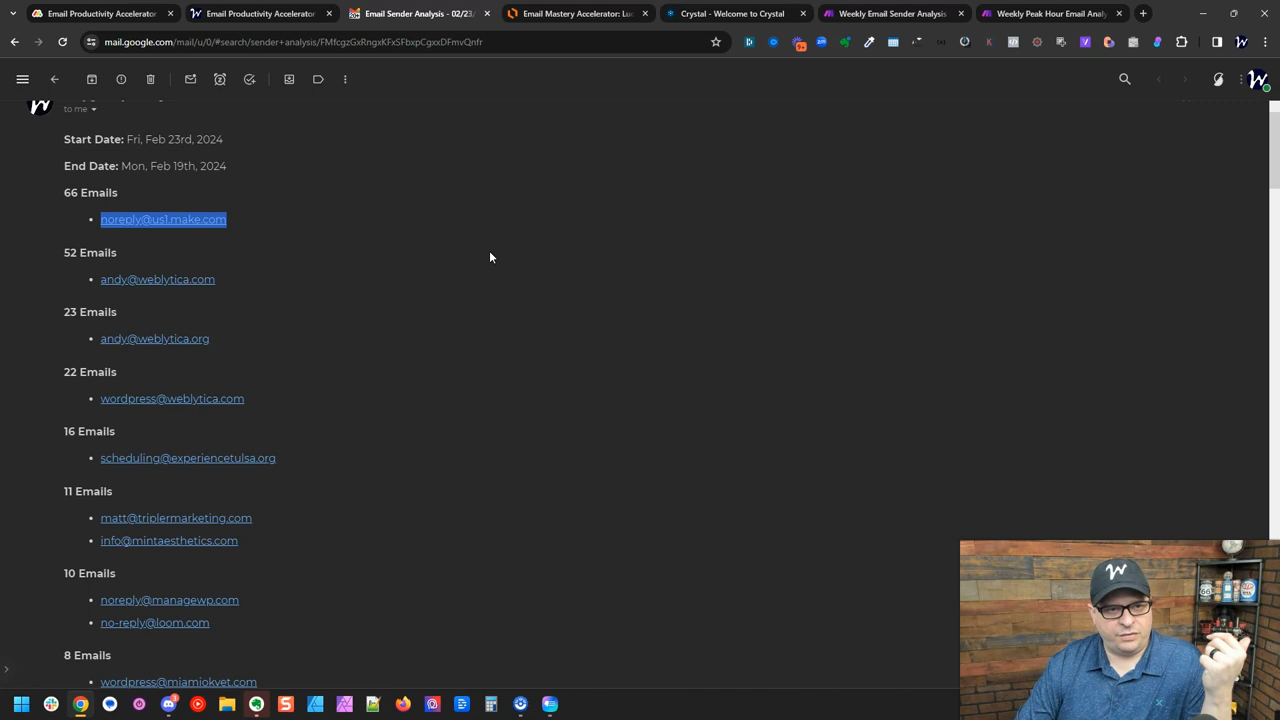 Email Productivity Accelerator
Email Productivity Accelerator
Email Sender Analysis - 02/23/
Email Mastery Accelerator: Luc
Crystal - Welcome to Crystal
Weekly Email Sender Analysis
Weekly Peak Hour Email Analy
mail.google.com/mail/u/0/#search/sender+analysis/FMfcgzGxRngxKFxSFbxpCgxxDFmvQnfr
9+
to me
Start Date: Fri, Feb 23rd, 2024
End Date: Mon, Feb 19th, 2024
66 Emails
noreply@us1.make.com
52 Emails
andy@weblytica.com
23 Emails
andy@weblytica.org
22 Emails
wordpress@weblytica.com
16 Emails
scheduling@experiencetulsa.org
11 Emails
matt@triplermarketing.com
info@mintaesthetics.com
10 Emails
noreply@managewp.com
no-reply@loom.com
8 Emails
wordpress@miamiokvet.com